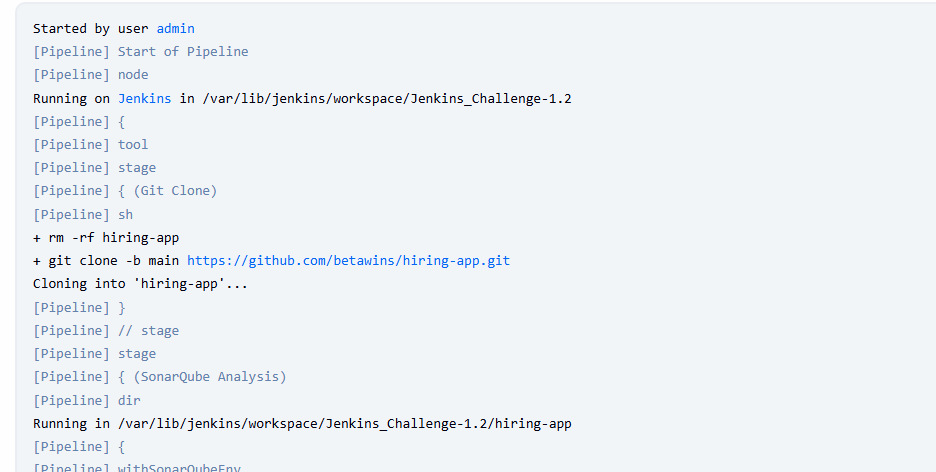 Started by user admin
[Pipeline] Start of Pipeline
[Pipeline] node
Running on Jenkins in /var/lib/jenkins/workspace/Jenkins_Challenge-1.2
[Pipeline] {
[Pipeline] tool
[Pipeline] stage
[Pipeline] { (Git Clone)
[Pipeline] sh
+ rm -rf hiring-app
+ git clone -b main https://github.com/betawins/hiring-app.git
Cloning into 'hiring-app'...
[Pipeline] }
[Pipeline] // stage
[Pipeline] stage
[Pipeline] { (SonarQube Analysis)
[Pipeline] dir
Running in /var/lib/jenkins/workspace/Jenkins_Challenge-1.2/hiring-app
[Pipeline] {
[Pipeline] withSonarQubeEnv